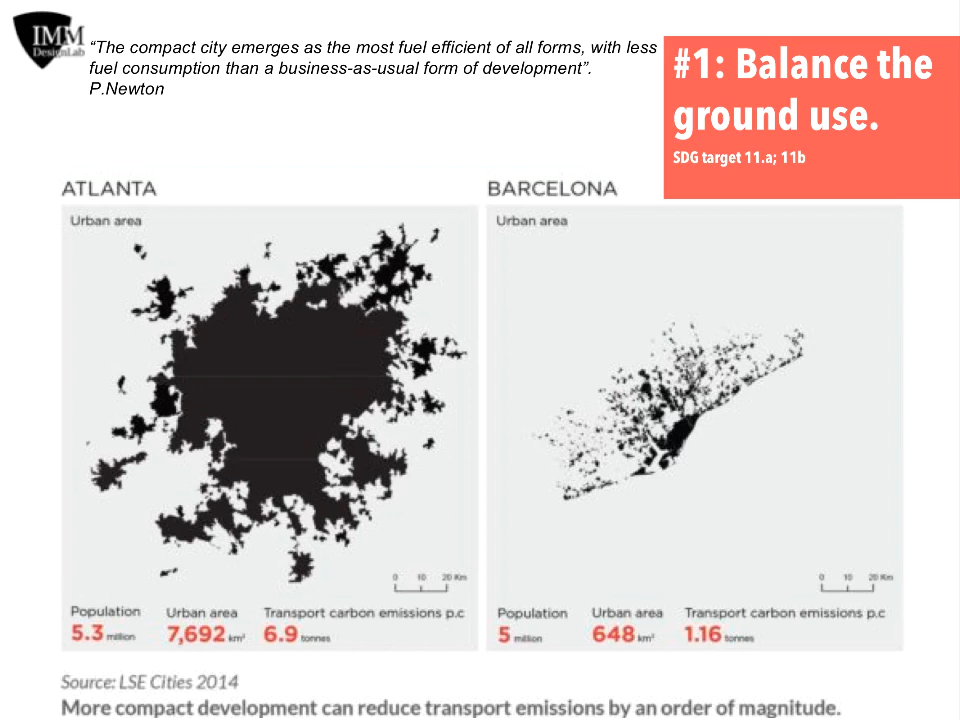 IMM
DesignLab
“The compact city emerges as the most fuel efficient of all forms, with less
fuel consumption than a business-as-usual form of development”.
P.Newton
#1: Balance the
ground use.
SDG target 11.a; 11b
ATLANTA
Urban area
0 10 20 Km
Population
Urban area
Transport carbon emissions p.c
5.3 million
7,692 km²
6.9 tonnes
BARCELONA
Urban area
0 10 20 Km
Population
Urban area
Transport carbon emissions p.c
5 million
648 km²
1.16 tonnes
Source: LSE Cities 2014
More compact development can reduce transport emissions by an order of magnitude.